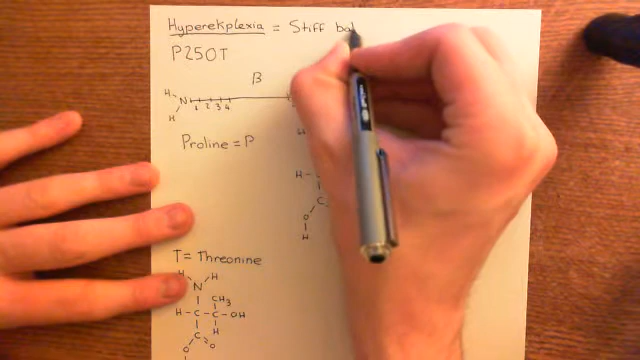 Hyperekplexia = Stiff ba
P250T
β
H
N
1 2 3 4
H
Proline = P
H
H-
C
O
H
T = Threonine
H H
N
CH3
H-C-C-OH
H
C
O O